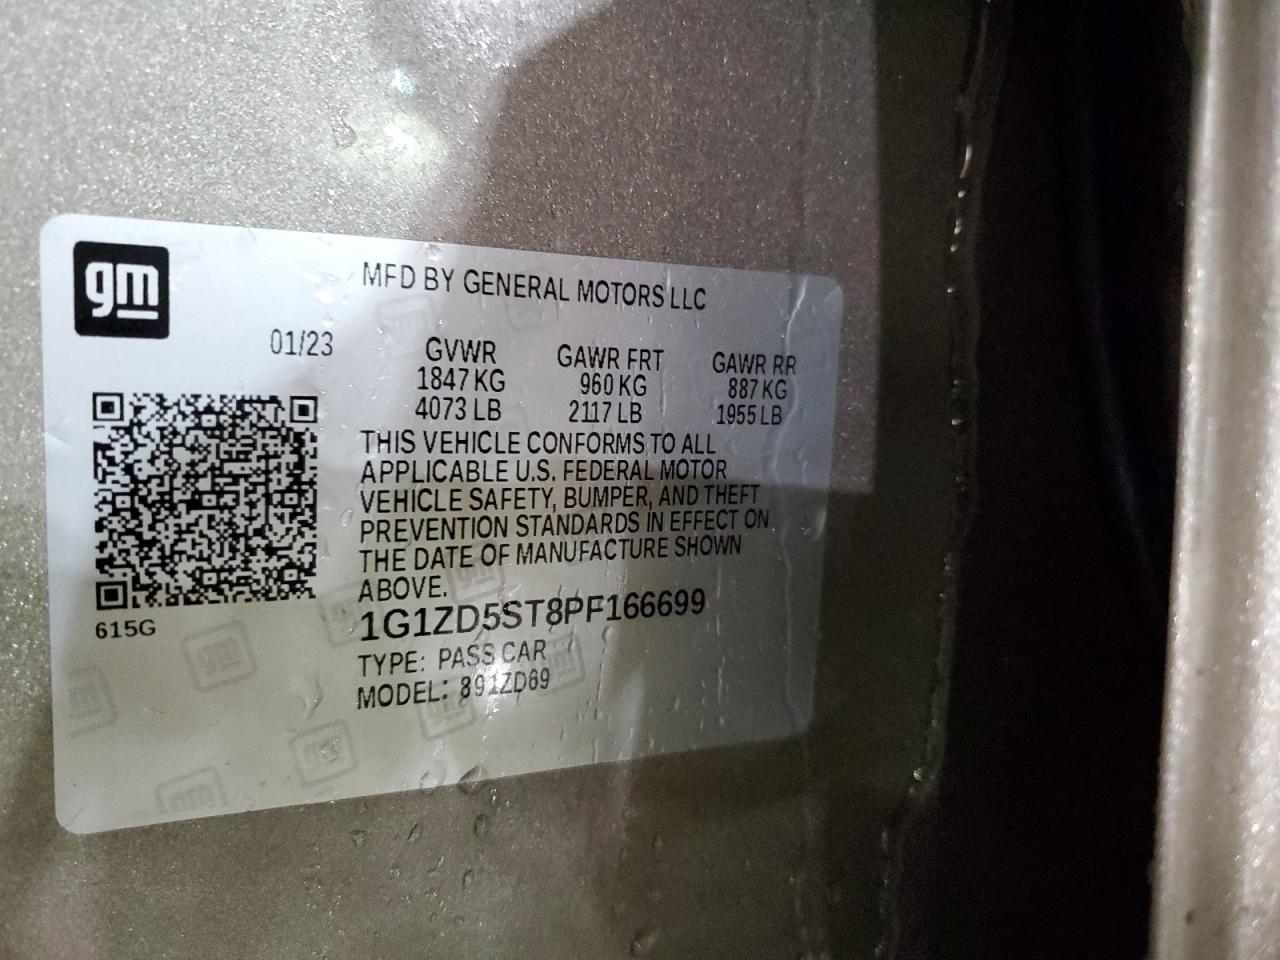 gm
MFD BY GENERAL MOTORS LLC
01/23
GVWR GAWR FRT GAWR RR
1847 KG 960 KG 887 KG
4073 LB 2117 LB 1955 LB
THIS VEHICLE CONFORMS TO ALL
APPLICABLE U.S. FEDERAL MOTOR
VEHICLE SAFETY, BUMPER, AND THEFT
PREVENTION STANDARDS IN EFFECT ON
THE DATE OF MANUFACTURE SHOWN
ABOVE.
615G
1G1ZD5ST8PF166699
TYPE: PASS CAR
MODEL: 891ZD69